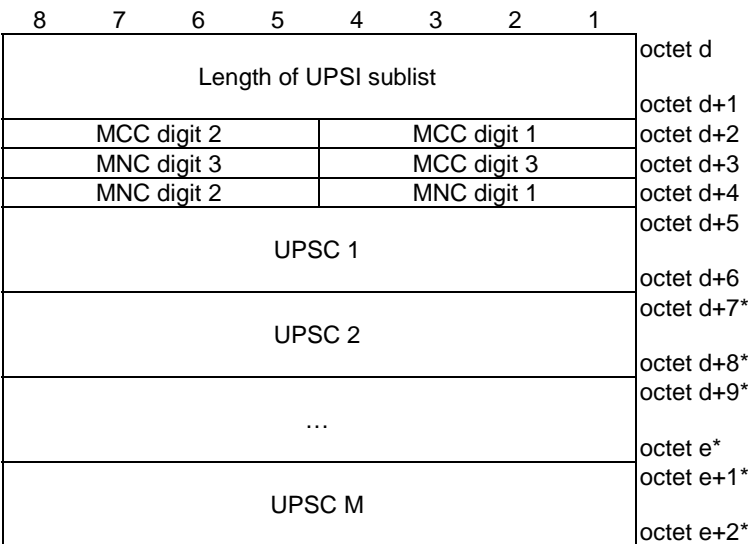 8 7 6 5 4 3 2 1
octet d
Length of UPSI sublist
octet d+1
MCC digit 2 MCC digit 1 octet d+2
MNC digit 3 MCC digit 3 octet d+3
MNC digit 2 MNC digit 1 octet d+4
octet d+5
UPSC 1
octet d+6
octet d+7*
UPSC 2
octet d+8*
octet d+9*
…
octet e*
octet e+1*
UPSC M
octet e+2*